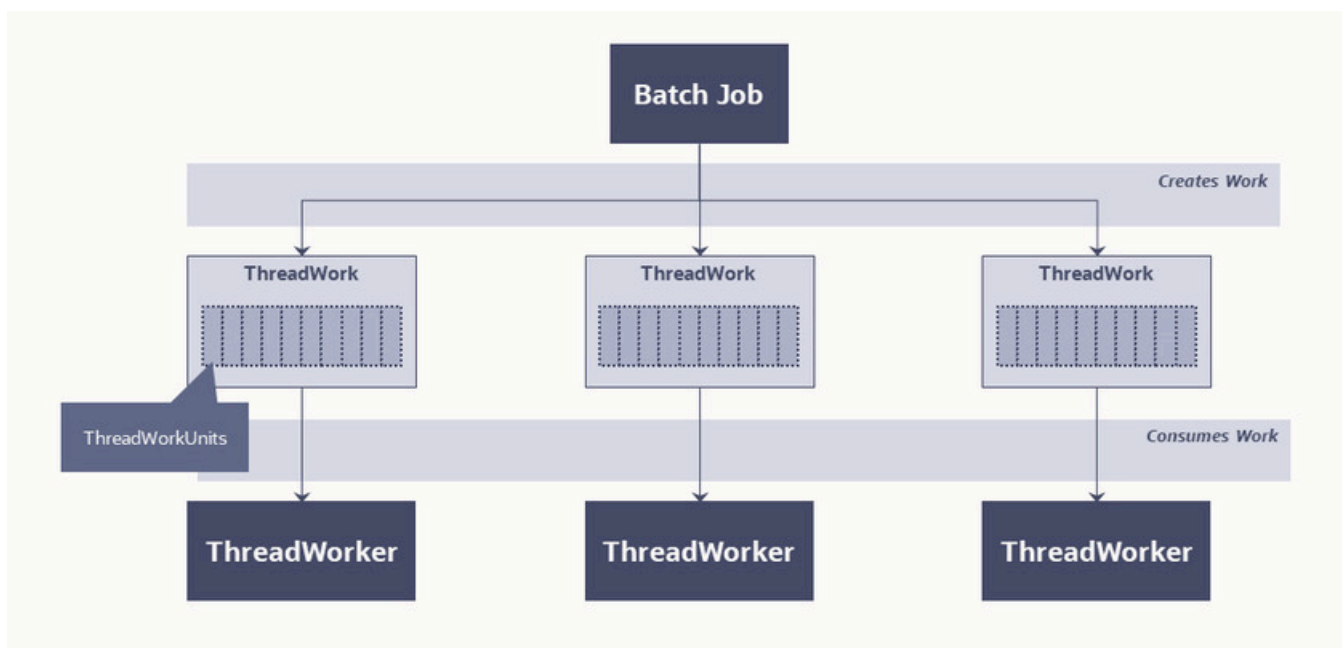 Batch Job
Creates Work
ThreadWork
ThreadWork
ThreadWork
ThreadWorkUnits
Consumes Work
ThreadWorker
ThreadWorker
ThreadWorker